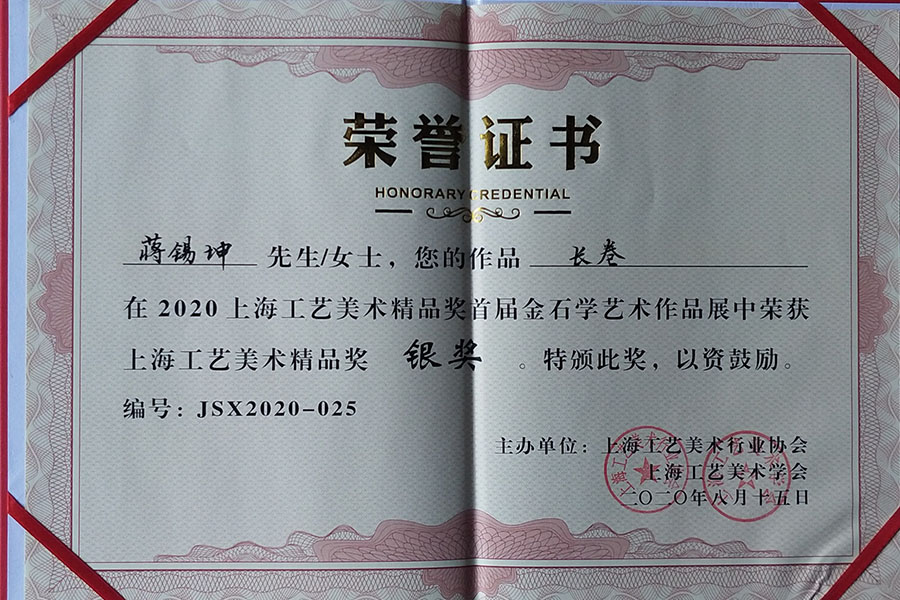 荣誉证书
HONORARY CREDENTIAL
蒋锡坤 先生/女士，您的作品 长卷
在2020上海工艺美术精品奖首届金石学艺术作品展中荣获
上海工艺美术精品奖 银奖 。特颁此奖，以资鼓励。
编号：JSX2020-025
主办单位：上海工艺美术行业协会
上海工艺美术学会
二〇二〇年八月十五日